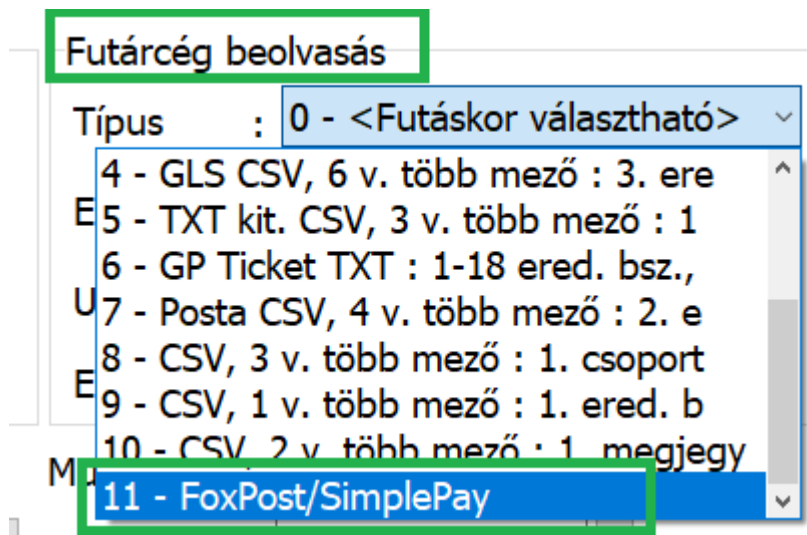 Futárcég beolvasás
Típus : 0 - <Futáskor választható>
4 - GLS CSV, 6 v. több mező : 3. ere
E
5 - TXT kit. CSV, 3 v. több mező : 1
6 - GP Ticket TXT : 1-18 ered. bsz.,
U
7 - Posta CSV, 4 v. több mező : 2. e
8 - CSV, 3 v. több mező : 1. csoport
E
9 - CSV, 1 v. több mező : 1. ered. b
10 - CSV, 2 v. több mező : 1. megjegy
11 - FoxPost/SimplePay